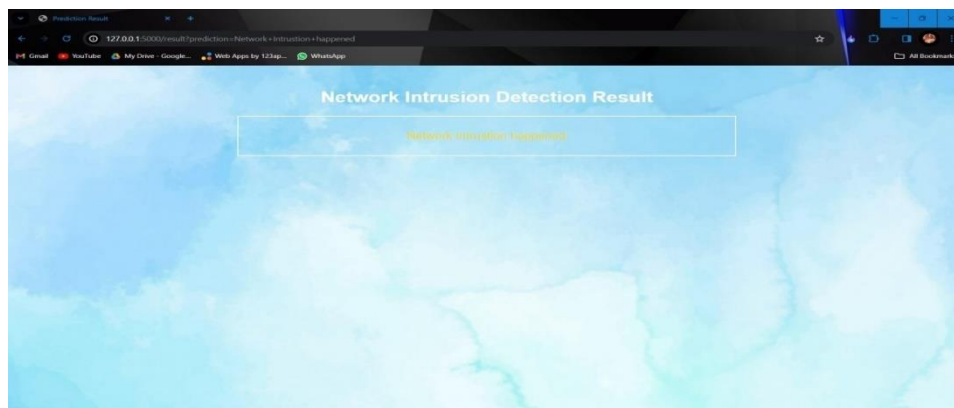 Prediction Result
127.0.0.1:5000/result?prediction=Network+Intrustion+happened
Gmail YouTube My Drive - Google... Web Apps by 123ap... WhatsApp All Bookmark
Network Intrusion Detection Result
Network Intrustion happened